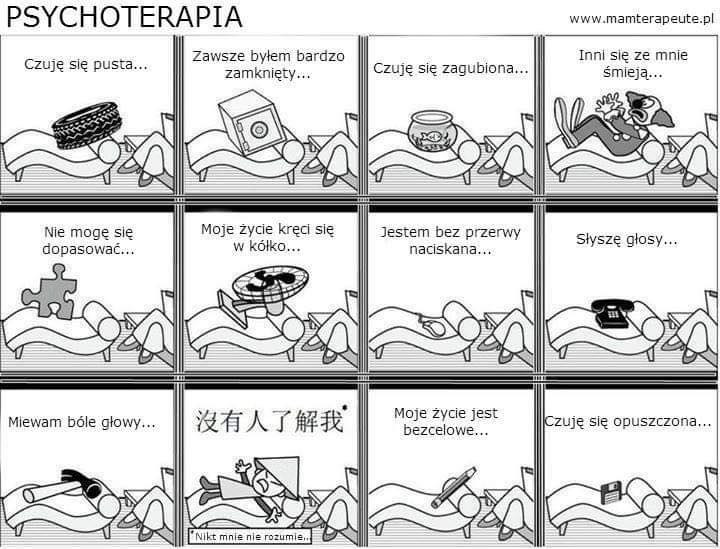 PSYCHOTERAPIA
www.mamterapeute.pl
Czuję się pusta...
Zawsze byłem bardzo
zamknięty...
Czuję się zagubiona...
Inni się ze mnie
śmieją...
Nie mogę się
dopasować...
Moje życie kręci się
w kółko...
Jestem bez przerwy
naciskana...
Słyszę głosy...
Miewam bóle głowy...
沒有人了解我*
* Nikt mnie nie rozumie...
Moje życie jest
bezcelowe...
Czuję się opuszczona...